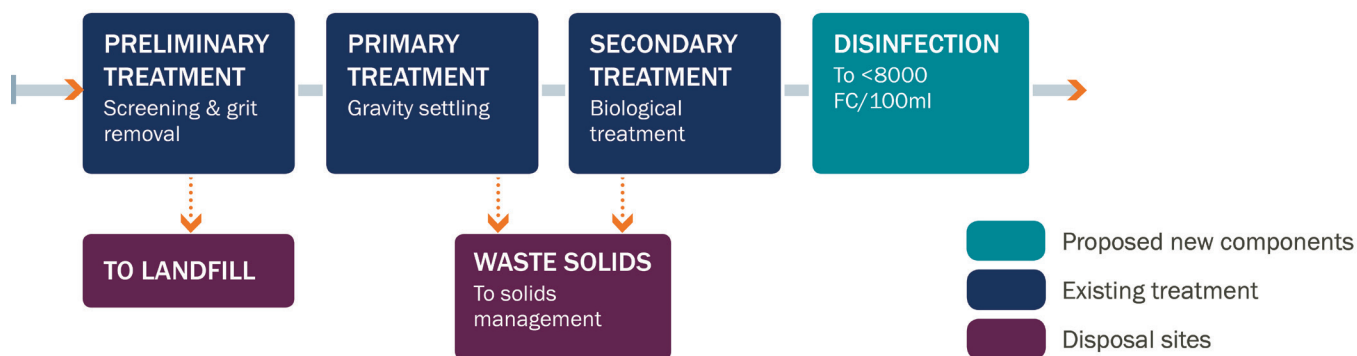 PRELIMINARY
TREATMENT
Screening & grit
removal
PRIMARY
TREATMENT
Gravity settling
SECONDARY
TREATMENT
Biological
treatment
DISINFECTION
To <8000
FC/100ml
TO LANDFILL
WASTE SOLIDS
To solids
management
Proposed new components
Existing treatment
Disposal sites